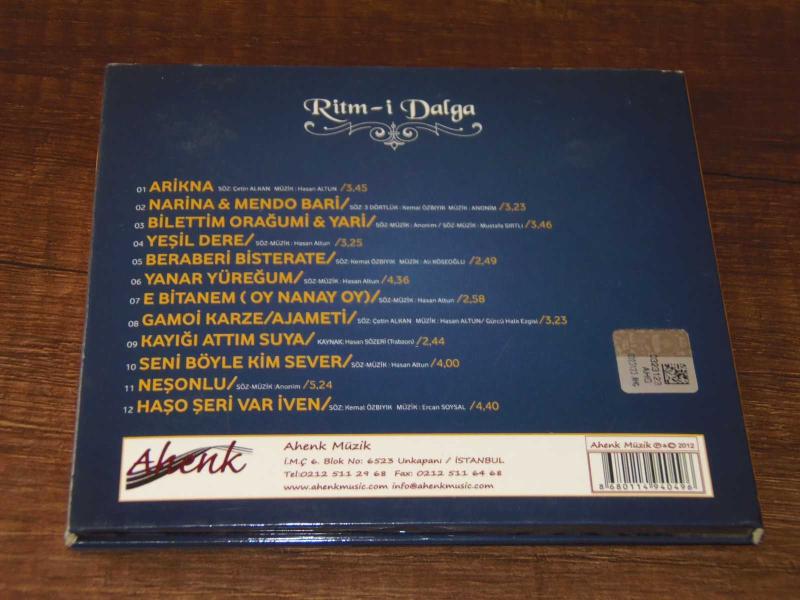 Ritm-i Dalga
01 ARİKNA SÖZ: Çetin ALKAN MÜZİK: Hasan ALTUN /3,45
02 NARİNA & MENDO BARİ/ SÖZ: 3 DÖRTLÜK: Kemal ÖZBIYIK MÜZİK: ANONİM /3,23
03 BİLETTİM ORAĞUMİ & YARİ/ SÖZ-MÜZİK: Anonim / SÖZ-MÜZİK: Mustafa SIRTLI /3,46
04 YEŞİL DERE/ SÖZ-MÜZİK: Hasan Altun /3,25
05 BERABERİ BİSTERATE/ SÖZ: Kemal ÖZBIYIK MÜZİK: Ali KÖSEOĞLU /2,49
06 YANAR YÜREĞUM/ SÖZ-MÜZİK: Hasan Altun /4,36
07 E BİTANEM ( OY NANAY OY)/ SÖZ-MÜZİK: Hasan Altun /2,58
08 GAMOİ KARZE/AJAMETİ/ SÖZ: Çetin ALKAN MÜZİK: Hasan ALTUN/ Gürcü Halk Ezgisi /3,23
09 KAYIĞI ATTIM SUYA/ KAYNAK: Hasan SÖZERİ (Trabzon) /2,44
10 SENİ BÖYLE KİM SEVER/ SÖZ-MÜZİK: Hasan Altun /4,00
11 NEŞONLU/ SÖZ-MÜZİK: Anonim /5,24
12 HAŞO ŞERİ VAR İVEN/ SÖZ: Kemal ÖZBIYIK MÜZİK: Ercan SOYSAL /4,40
Ahenk
Ahenk Müzik
İ.M.Ç 6. Blok No: 6523 Unkapanı / İSTANBUL
Tel:0212 511 29 68 Fax: 0212 511 64 68
www.ahenkmusic.com info@ahenkmusic.com
Ahenk Müzik ℗&© 2012
8 680114 940496